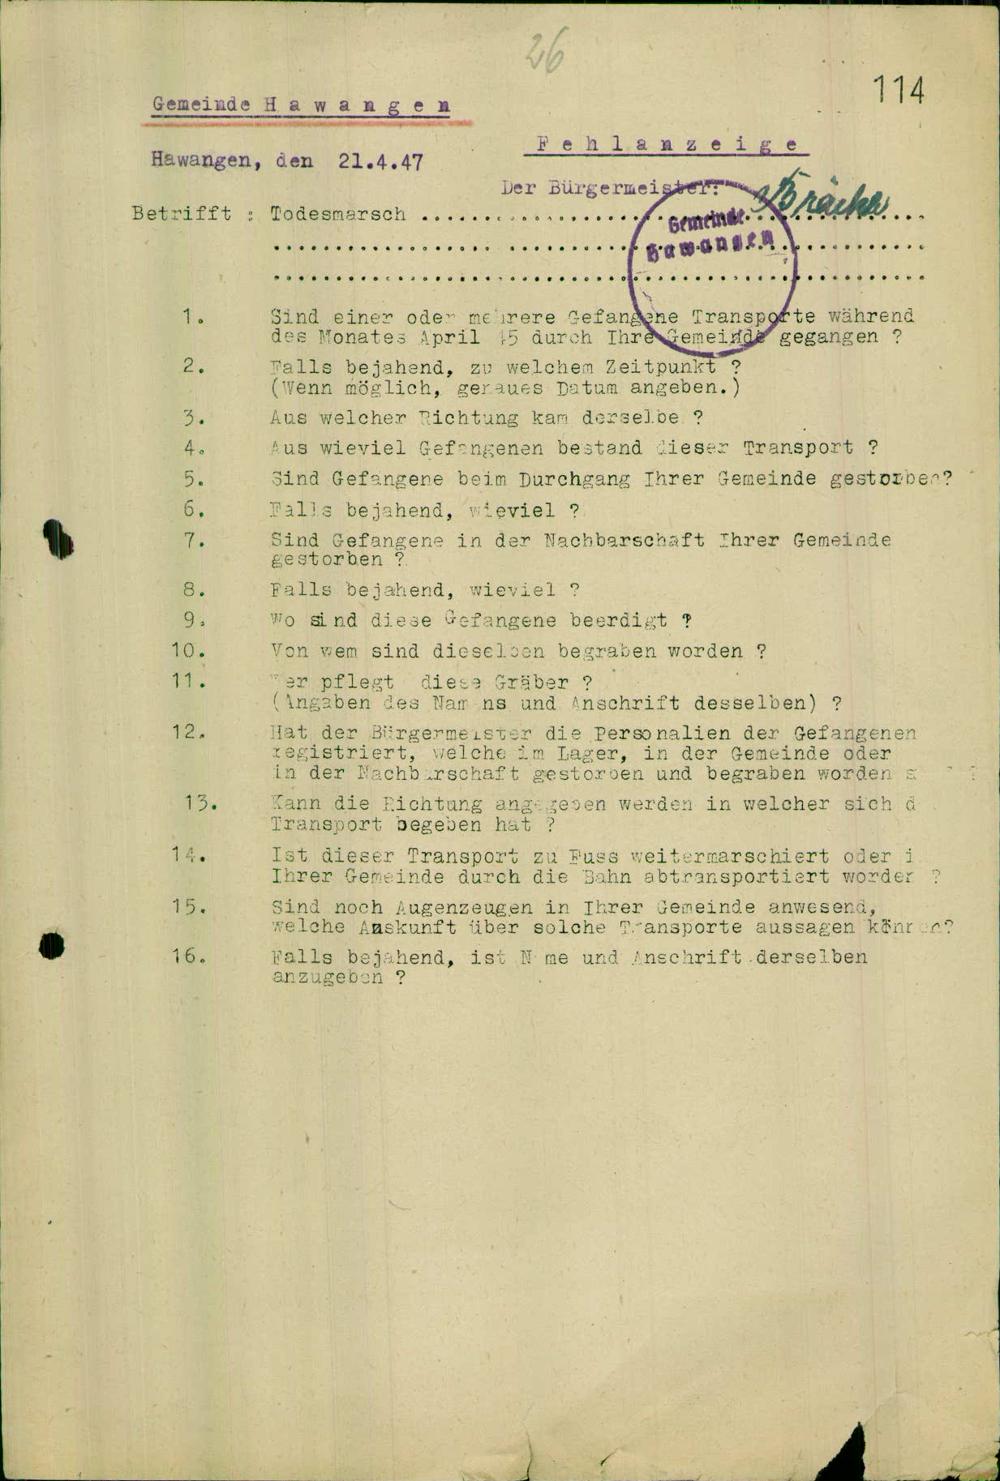 26
114
Gemeinde Hawangen
Fehlanzeige
Hawangen, den 21.4.47
Der Bürgermeister:
Betrifft : Todesmarsch ..........
Gemeinde
Hawangen
1. Sind einer oder mehrere Gefangene Transporte während
des Monates April 45 durch Ihre Gemeinde gegangen ?
2. Falls bejahend, zu welchem Zeitpunkt ?
(Wenn möglich, genaues Datum angeben.)
3. Aus welcher Richtung kam derselbe ?
4. Aus wieviel Gefangenen bestand dieser Transport ?
5. Sind Gefangene beim Durchgang Ihrer Gemeinde gestorben?
6. Falls bejahend, wieviel ?
7. Sind Gefangene in der Nachbarschaft Ihrer Gemeinde
gestorben ?
8. Falls bejahend, wieviel ?
9. Wo sind diese Gefangene beerdigt ?
10. Von wem sind dieselben begraben worden ?
11. Wer pflegt diese Gräber ?
(Angaben des Namens und Anschrift desselben) ?
12. Hat der Bürgermeister die Personalien der Gefangenen
registriert, welche im Lager, in der Gemeinde oder
in der Nachbarschaft gestorben und begraben worden
13. Kann die Richtung angegeben werden in welcher sich d
Transport begeben hat ?
14. Ist dieser Transport zu Fuss weitermarschiert oder i
Ihrer Gemeinde durch die Bahn abtransportiert worden ?
15. Sind noch Augenzeugen in Ihrer Gemeinde anwesend,
welche Auskunft über solche Transporte aussagen können?
16. Falls bejahend, ist Name und Anschrift derselben
anzugeben ?